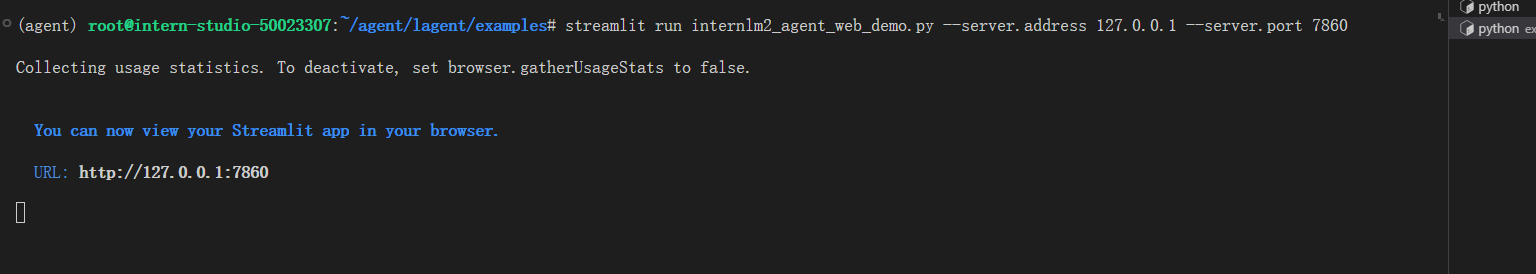 (agent) root@intern-studio-50023307:~/agent/lagent/examples# streamlit run internlm2_agent_web_demo.py --server.address 127.0.0.1 --server.port 7860
Collecting usage statistics. To deactivate, set browser.gatherUsageStats to false.
You can now view your Streamlit app in your browser.
URL: http://127.0.0.1:7860
python
python ex